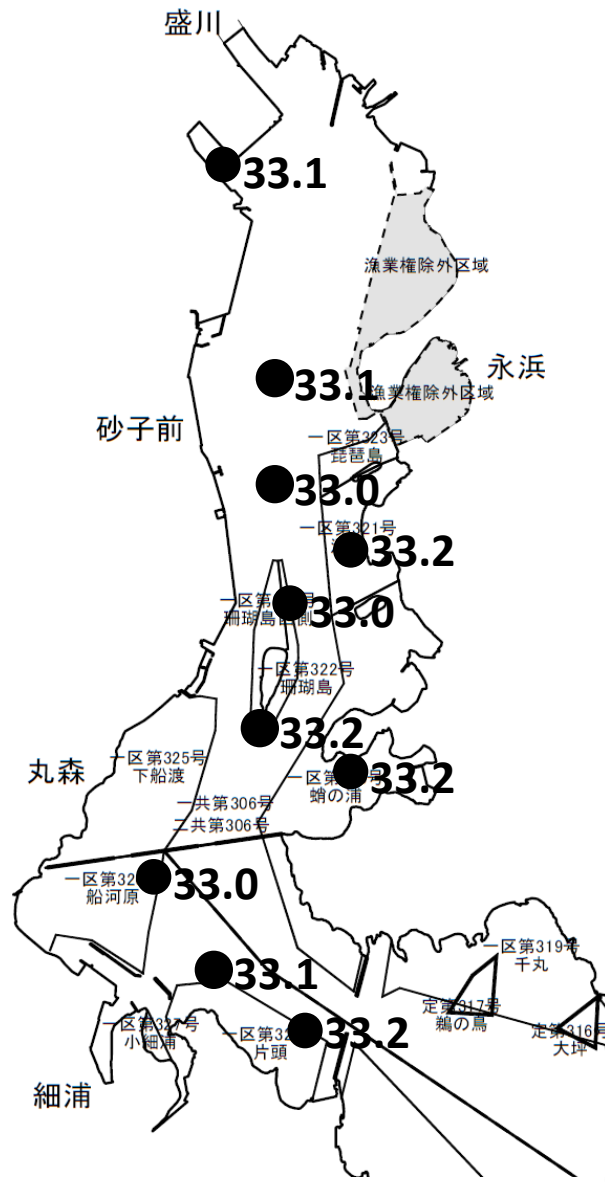 盛川
33.1
漁業権除外区域
永浜
33.1
漁業権除外区域
砂子前
一区第323号
琵琶島
33.0
一区第321号
33.2
一区第
号
珊瑚島
側
33.0
一区第322号
珊瑚島
33.2
一区第325号
下船渡
丸森
一区第
号
蛸の浦
33.2
一共第306号
二共第306号
一区第32
船河原
33.0
一区第319号
千丸
33.1
定第317号
鵜の鳥
一区第327号
小細浦
一区第32
片頭
33.2
定第316号
大坪
細浦